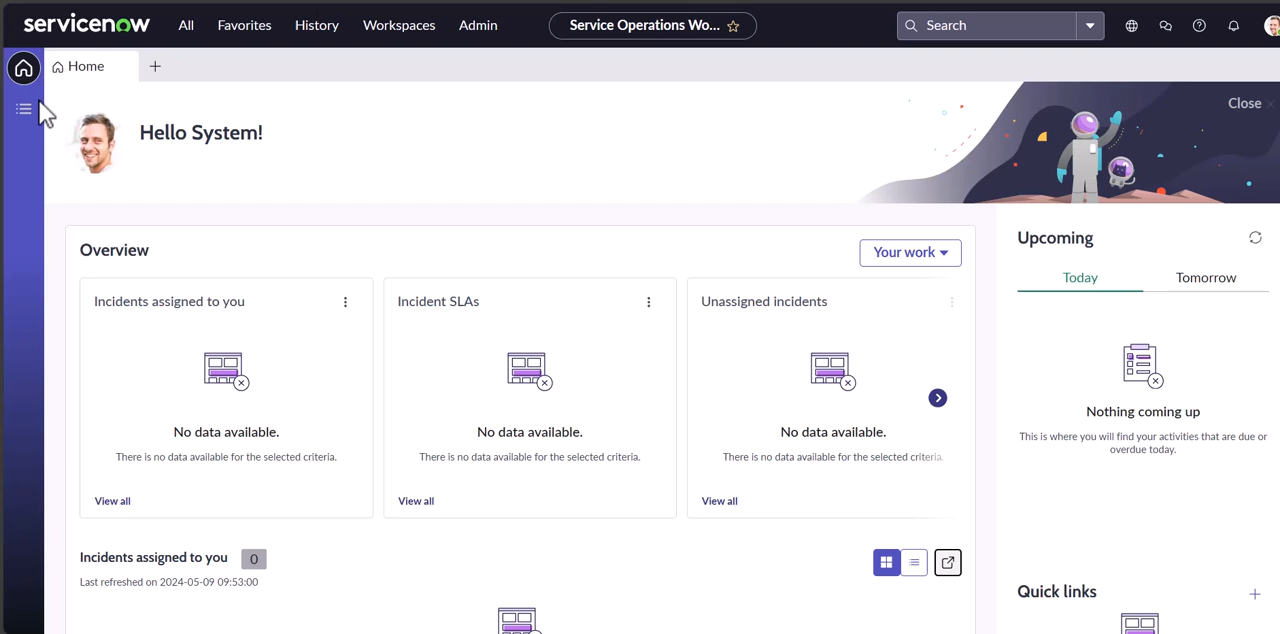 servicenow All Favorites History Workspaces Admin Service Operations Wo... Search
Home
Close
Hello System!
Overview Your work
Incidents assigned to you
No data available.
There is no data available for the selected criteria.
View all
Incident SLAs
No data available.
There is no data available for the selected criteria.
View all
Unassigned incidents
No data available.
There is no data available for the selected criteria.
View all
Incidents assigned to you 0
Last refreshed on 2024-05-09 09:53:00
Upcoming
Today Tomorrow
Nothing coming up
This is where you will find your activities that are due or
overdue today.
Quick links